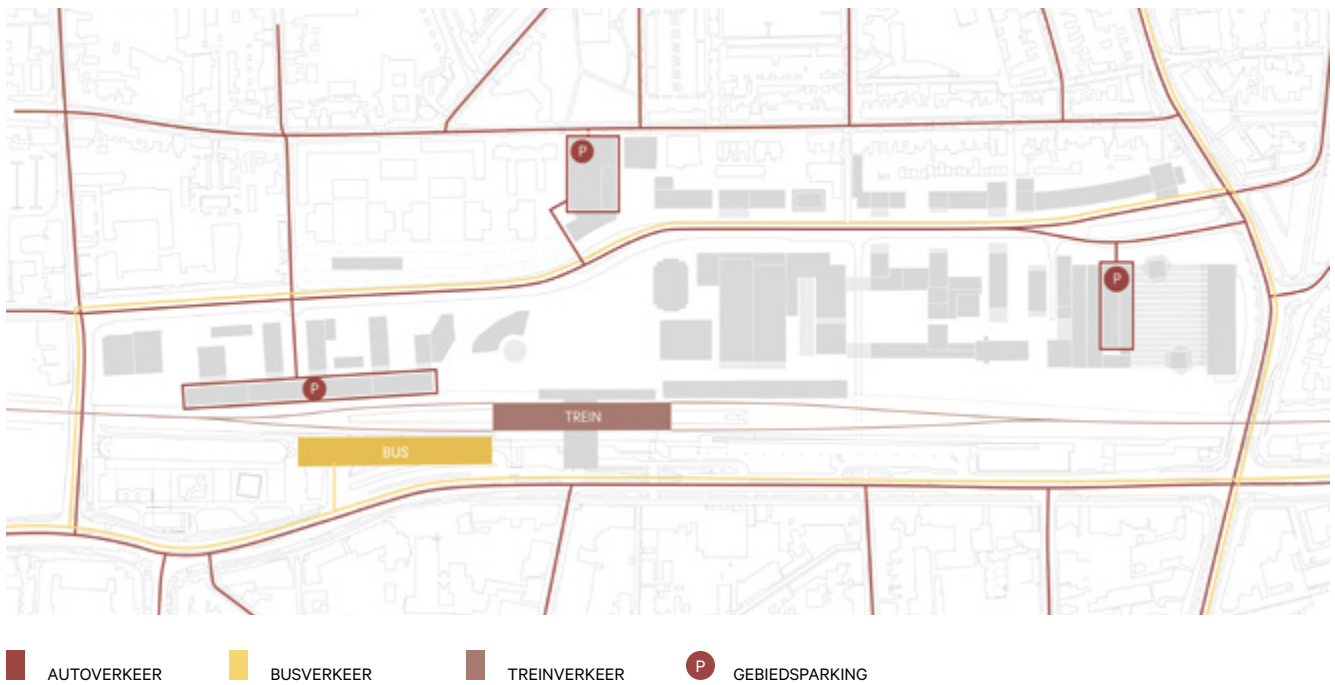 P
P
P
TREIN
BUS
AUTOVERKEER
BUSVERKEER
TREINVERKEER
P GEBIEDSPARKING